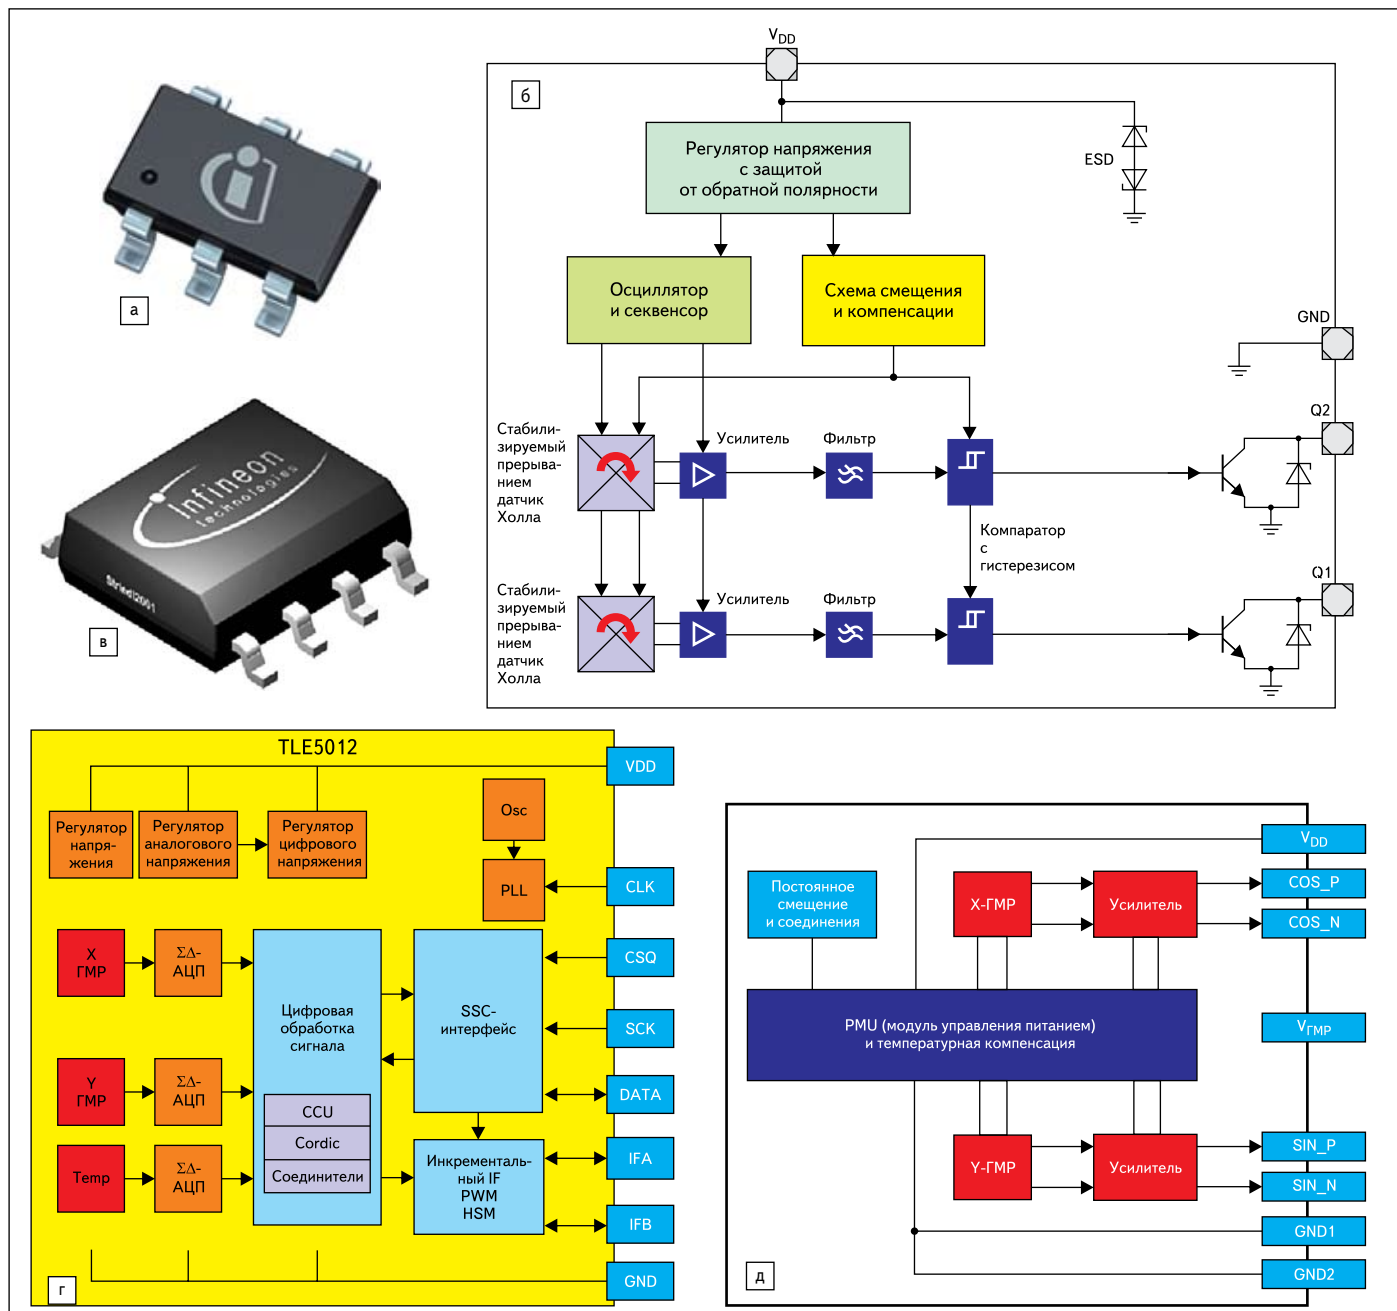 а
Infineon
technologies
Striedl2001
в
б
V_DD
Регулятор напряжения
с защитой
от обратной полярности
ESD
Осциллятор
и секвенсор
Схема смещения
и компенсации
GND
Q2
Стабили-
зируемый
прерыва-
нием
датчик
Холла
Усилитель
Фильтр
Компаратор
с
гистерезисом
Q1
Стабили-
зируемый
прерыва-
нием
датчик
Холла
Усилитель
Фильтр
TLE5012
VDD
Регулятор
напря-
жения
Регулятор
аналогового
напряжения
Регулятор
цифрового
напряжения
Osc
PLL
CLK
X
ГМР
ΣΔ-
АЦП
Цифровая
обработка
сигнала
SSC-
интерфейс
CSQ
SCK
Y
ГМР
ΣΔ-
АЦП
DATA
CCU
Cordic
Соединители
Temp
ΣΔ-
АЦП
Инкременталь-
ный IF
PWM
HSM
IFA
IFB
GND
г
V_DD
Постоянное
смещение
и соединения
X-ГМР
Усилитель
COS_P
COS_N
PMU (модуль управления питанием)
и температурная компенсация
V_ГМР
Y-ГМР
Усилитель
SIN_P
SIN_N
GND1
GND2
д